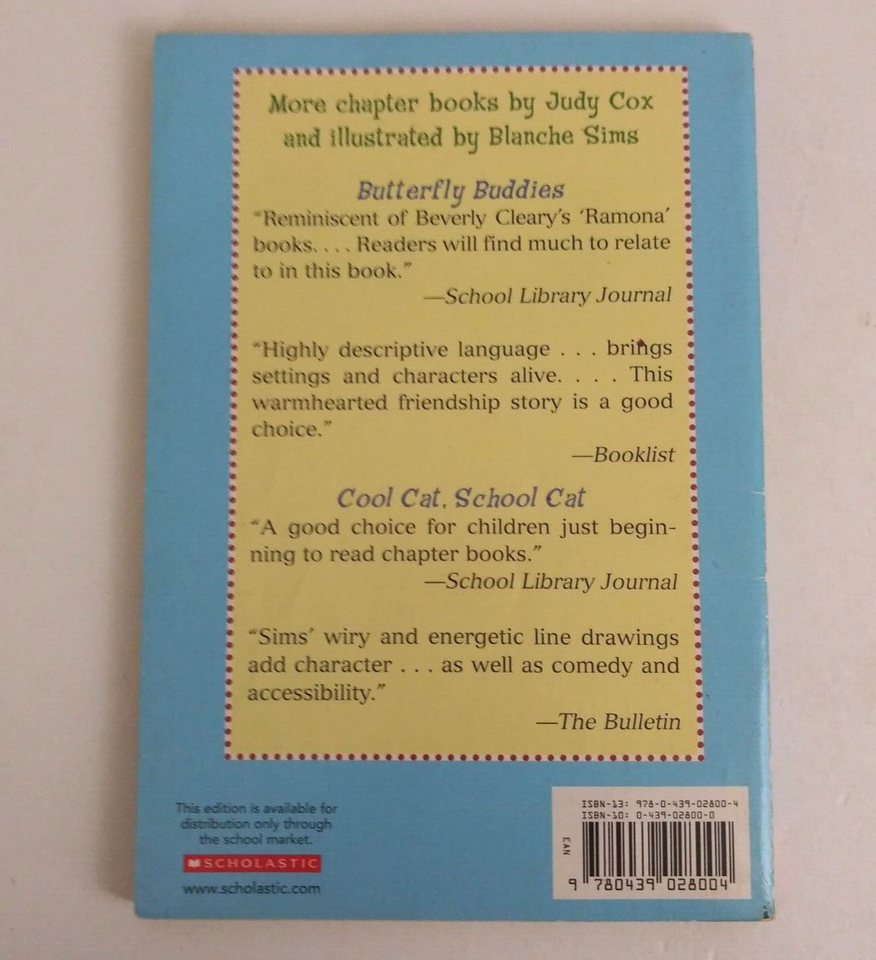 More chapter books by Judy Cox
and illustrated by Blanche Sims
Butterfly Buddies
“Reminiscent of Beverly Cleary’s ‘Ramona’
books. . . . Readers will find much to relate
to in this book.”
—School Library Journal
“Highly descriptive language . . . brings
settings and characters alive. . . . This
warmhearted friendship story is a good
choice.”
—Booklist
Cool Cat, School Cat
“A good choice for children just begin-
ning to read chapter books.”
—School Library Journal
“Sims’ wiry and energetic line drawings
add character . . . as well as comedy and
accessibility.”
—The Bulletin
This edition is available for
distribution only through
the school market.
SCHOLASTIC
www.scholastic.com
ISBN-13: 978-0-439-02800-4
ISBN-10: 0-439-02800-0
EAN
9 780439 028004